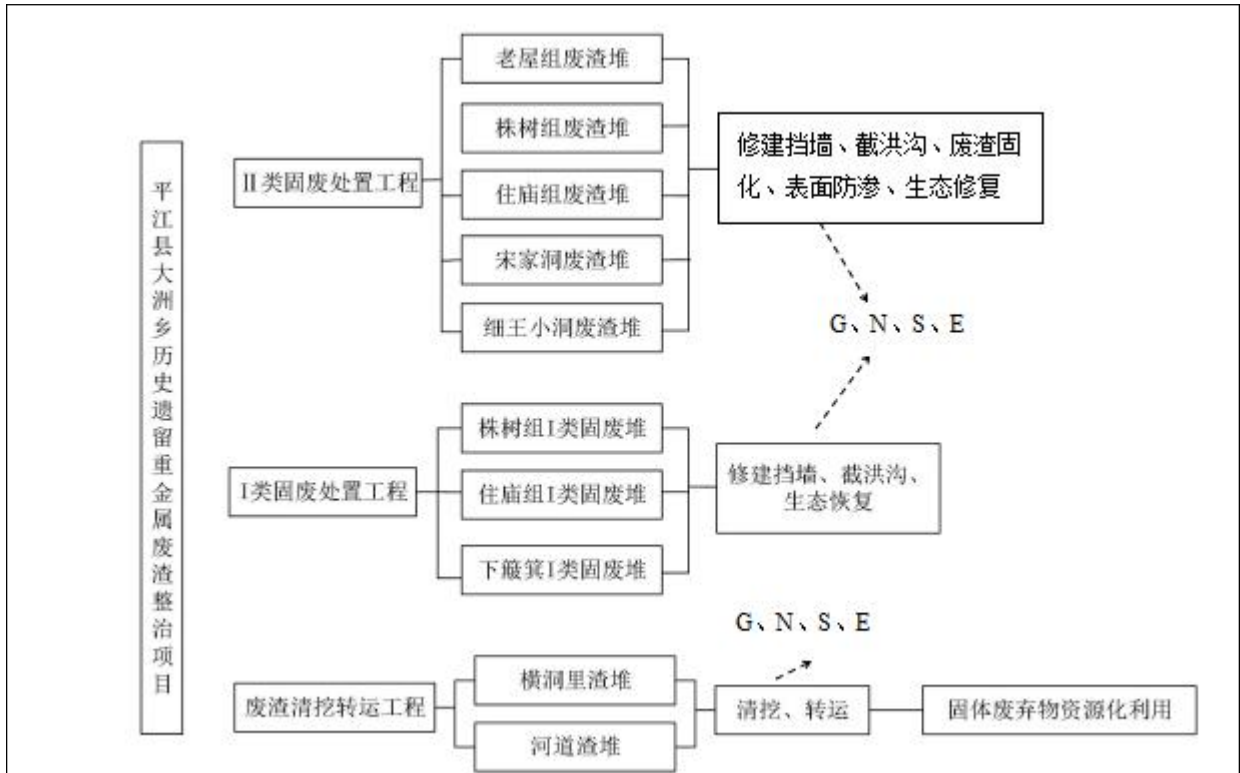 平江县大洲乡历史遗留重金属废渣整治项目
II类固废处置工程
老屋组废渣堆
株树组废渣堆
住庙组废渣堆
宋家洞废渣堆
细王小洞废渣堆
修建挡墙、截洪沟、废渣固
化、表面防渗、生态修复
G、N、S、E
I类固废处置工程
株树组I类固废堆
住庙组I类固废堆
下簸箕I类固废堆
修建挡墙、截洪沟、
生态恢复
G、N、S、E
废渣清挖转运工程
横洞里渣堆
河道渣堆
清挖、转运
固体废弃物资源化利用